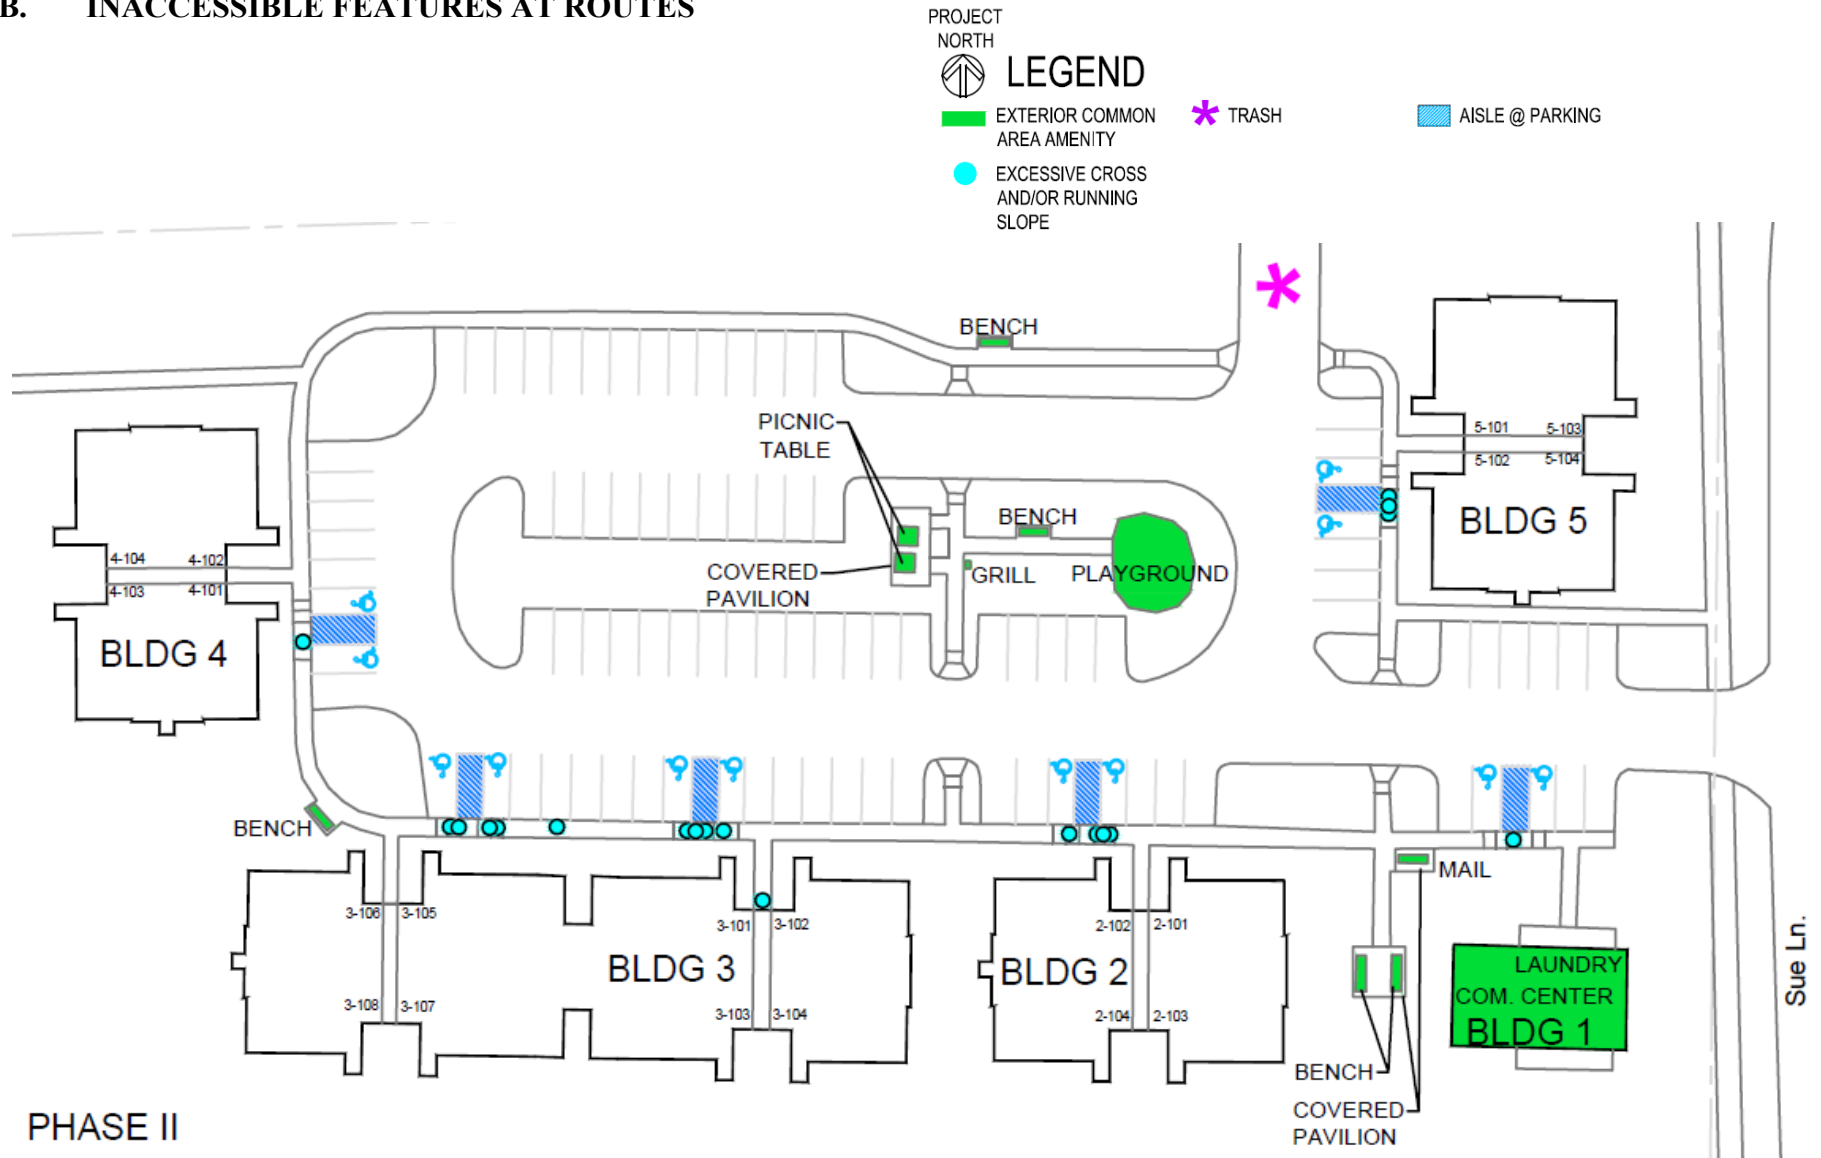 B. INACCESSIBLE FEATURES AT ROUTES
PROJECT
NORTH
LEGEND
EXTERIOR COMMON
AREA AMENITY
TRASH
AISLE @ PARKING
EXCESSIVE CROSS
AND/OR RUNNING
SLOPE
BENCH
PICNIC
TABLE
5-101
5-103
5-102
5-104
BLDG 5
BENCH
COVERED
PAVILION
GRILL
PLAYGROUND
4-104
4-102
4-103
4-101
BLDG 4
BENCH
MAIL
3-106
3-105
3-101
3-102
2-102
2-101
BLDG 3
BLDG 2
LAUNDRY
COM. CENTER
BLDG 1
Sue Ln.
3-108
3-107
3-103
3-104
2-104
2-103
BENCH
COVERED
PAVILION
PHASE II